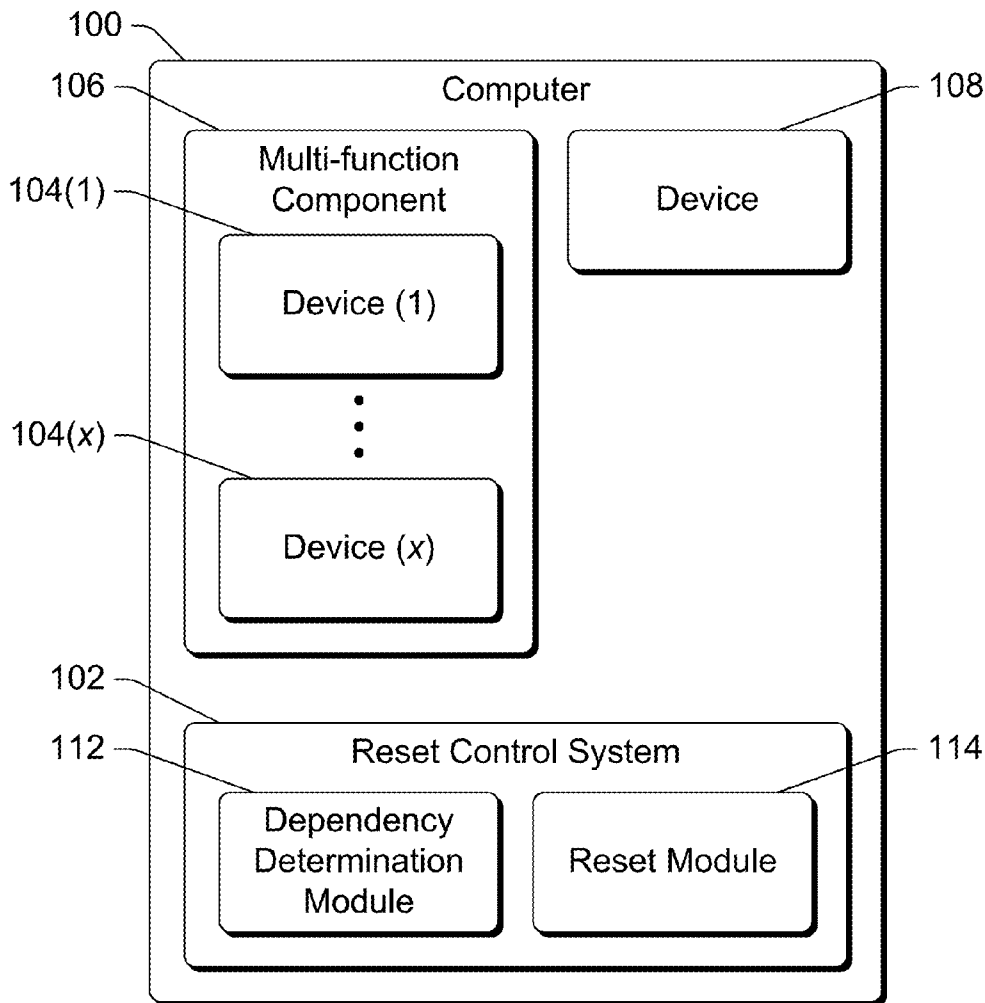 100
Computer
106
108
Multi-function
Component
Device
104(1)
Device (1)
104(x)
Device (x)
102
Reset Control System
112
114
Dependency
Determination
Module
Reset Module